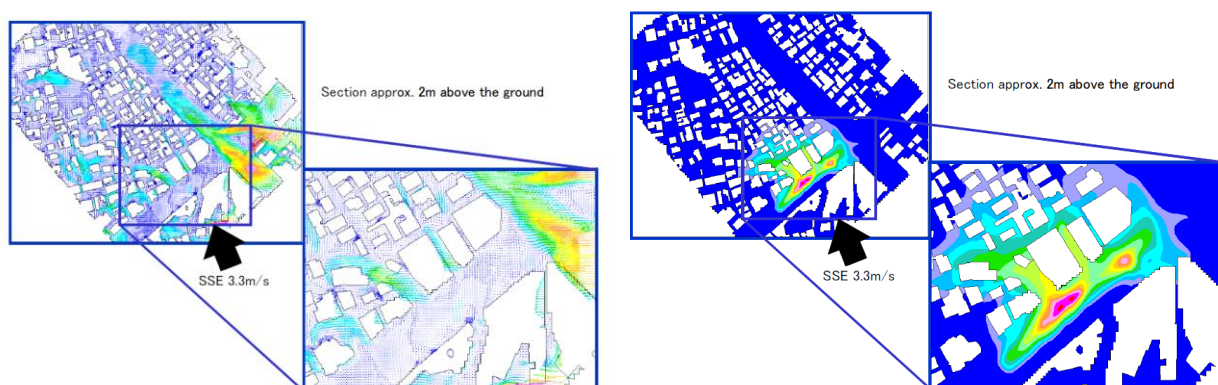 Section approx. 2m above the ground
SSE 3.3m/s
Section approx. 2m above the ground
SSE 3.3m/s